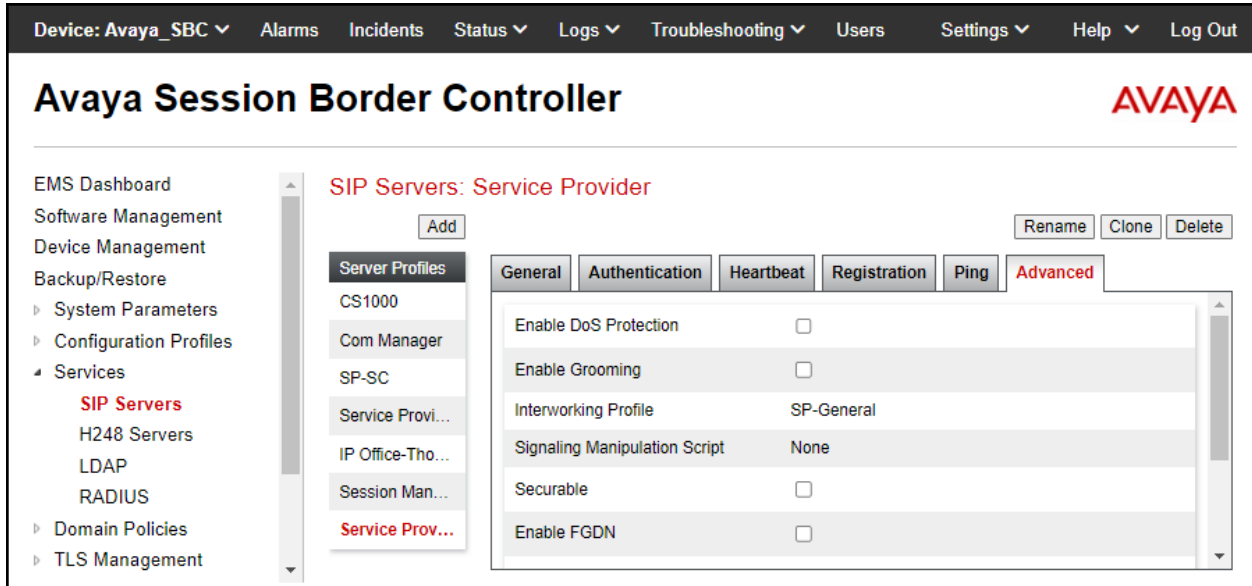 Device: Avaya_SBC Alarms Incidents Status Logs Troubleshooting Users Settings Help Log Out
Avaya Session Border Controller
AVAYA
EMS Dashboard
Software Management
Device Management
Backup/Restore
System Parameters
Configuration Profiles
Services
SIP Servers
H248 Servers
LDAP
RADIUS
Domain Policies
TLS Management
SIP Servers: Service Provider
Add
Rename Clone Delete
Server Profiles
CS1000
Com Manager
SP-SC
Service Provi...
IP Office-Tho...
Session Man...
Service Prov...
General Authentication Heartbeat Registration Ping Advanced
Enable DoS Protection
Enable Grooming
Interworking Profile SP-General
Signaling Manipulation Script None
Securable
Enable FGDN